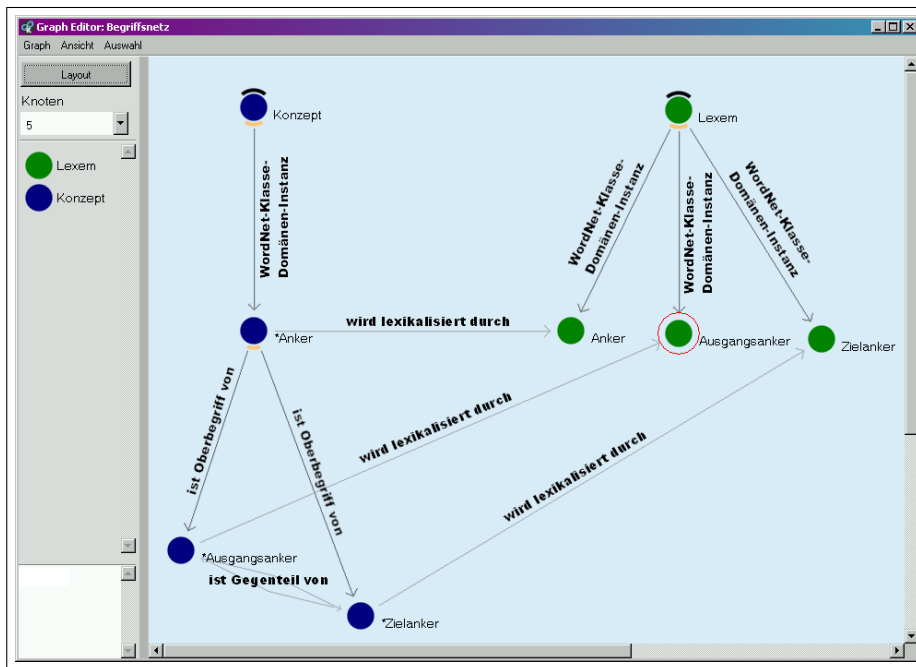 Graph Editor: Begriffsnetz
Graph Ansicht Auswahl
Layout
Knoten
5
Lexem
Konzept
Konzept
Lexem
WordNet-Klasse-
Domänen-Instanz
WordNet-Klasse-
Domänen-Instanz
WordNet-Klasse-
Domänen-Instanz
WordNet-Klasse-
Domänen-Instanz
*Anker
wird lexikalisiert durch
Anker
Ausgangsanker
Zielanker
ist Oberbegriff von
ist Oberbegriff von
wird lexikalisiert durch
wird lexikalisiert durch
*Ausgangsanker
ist Gegenteil von
*Zielanker